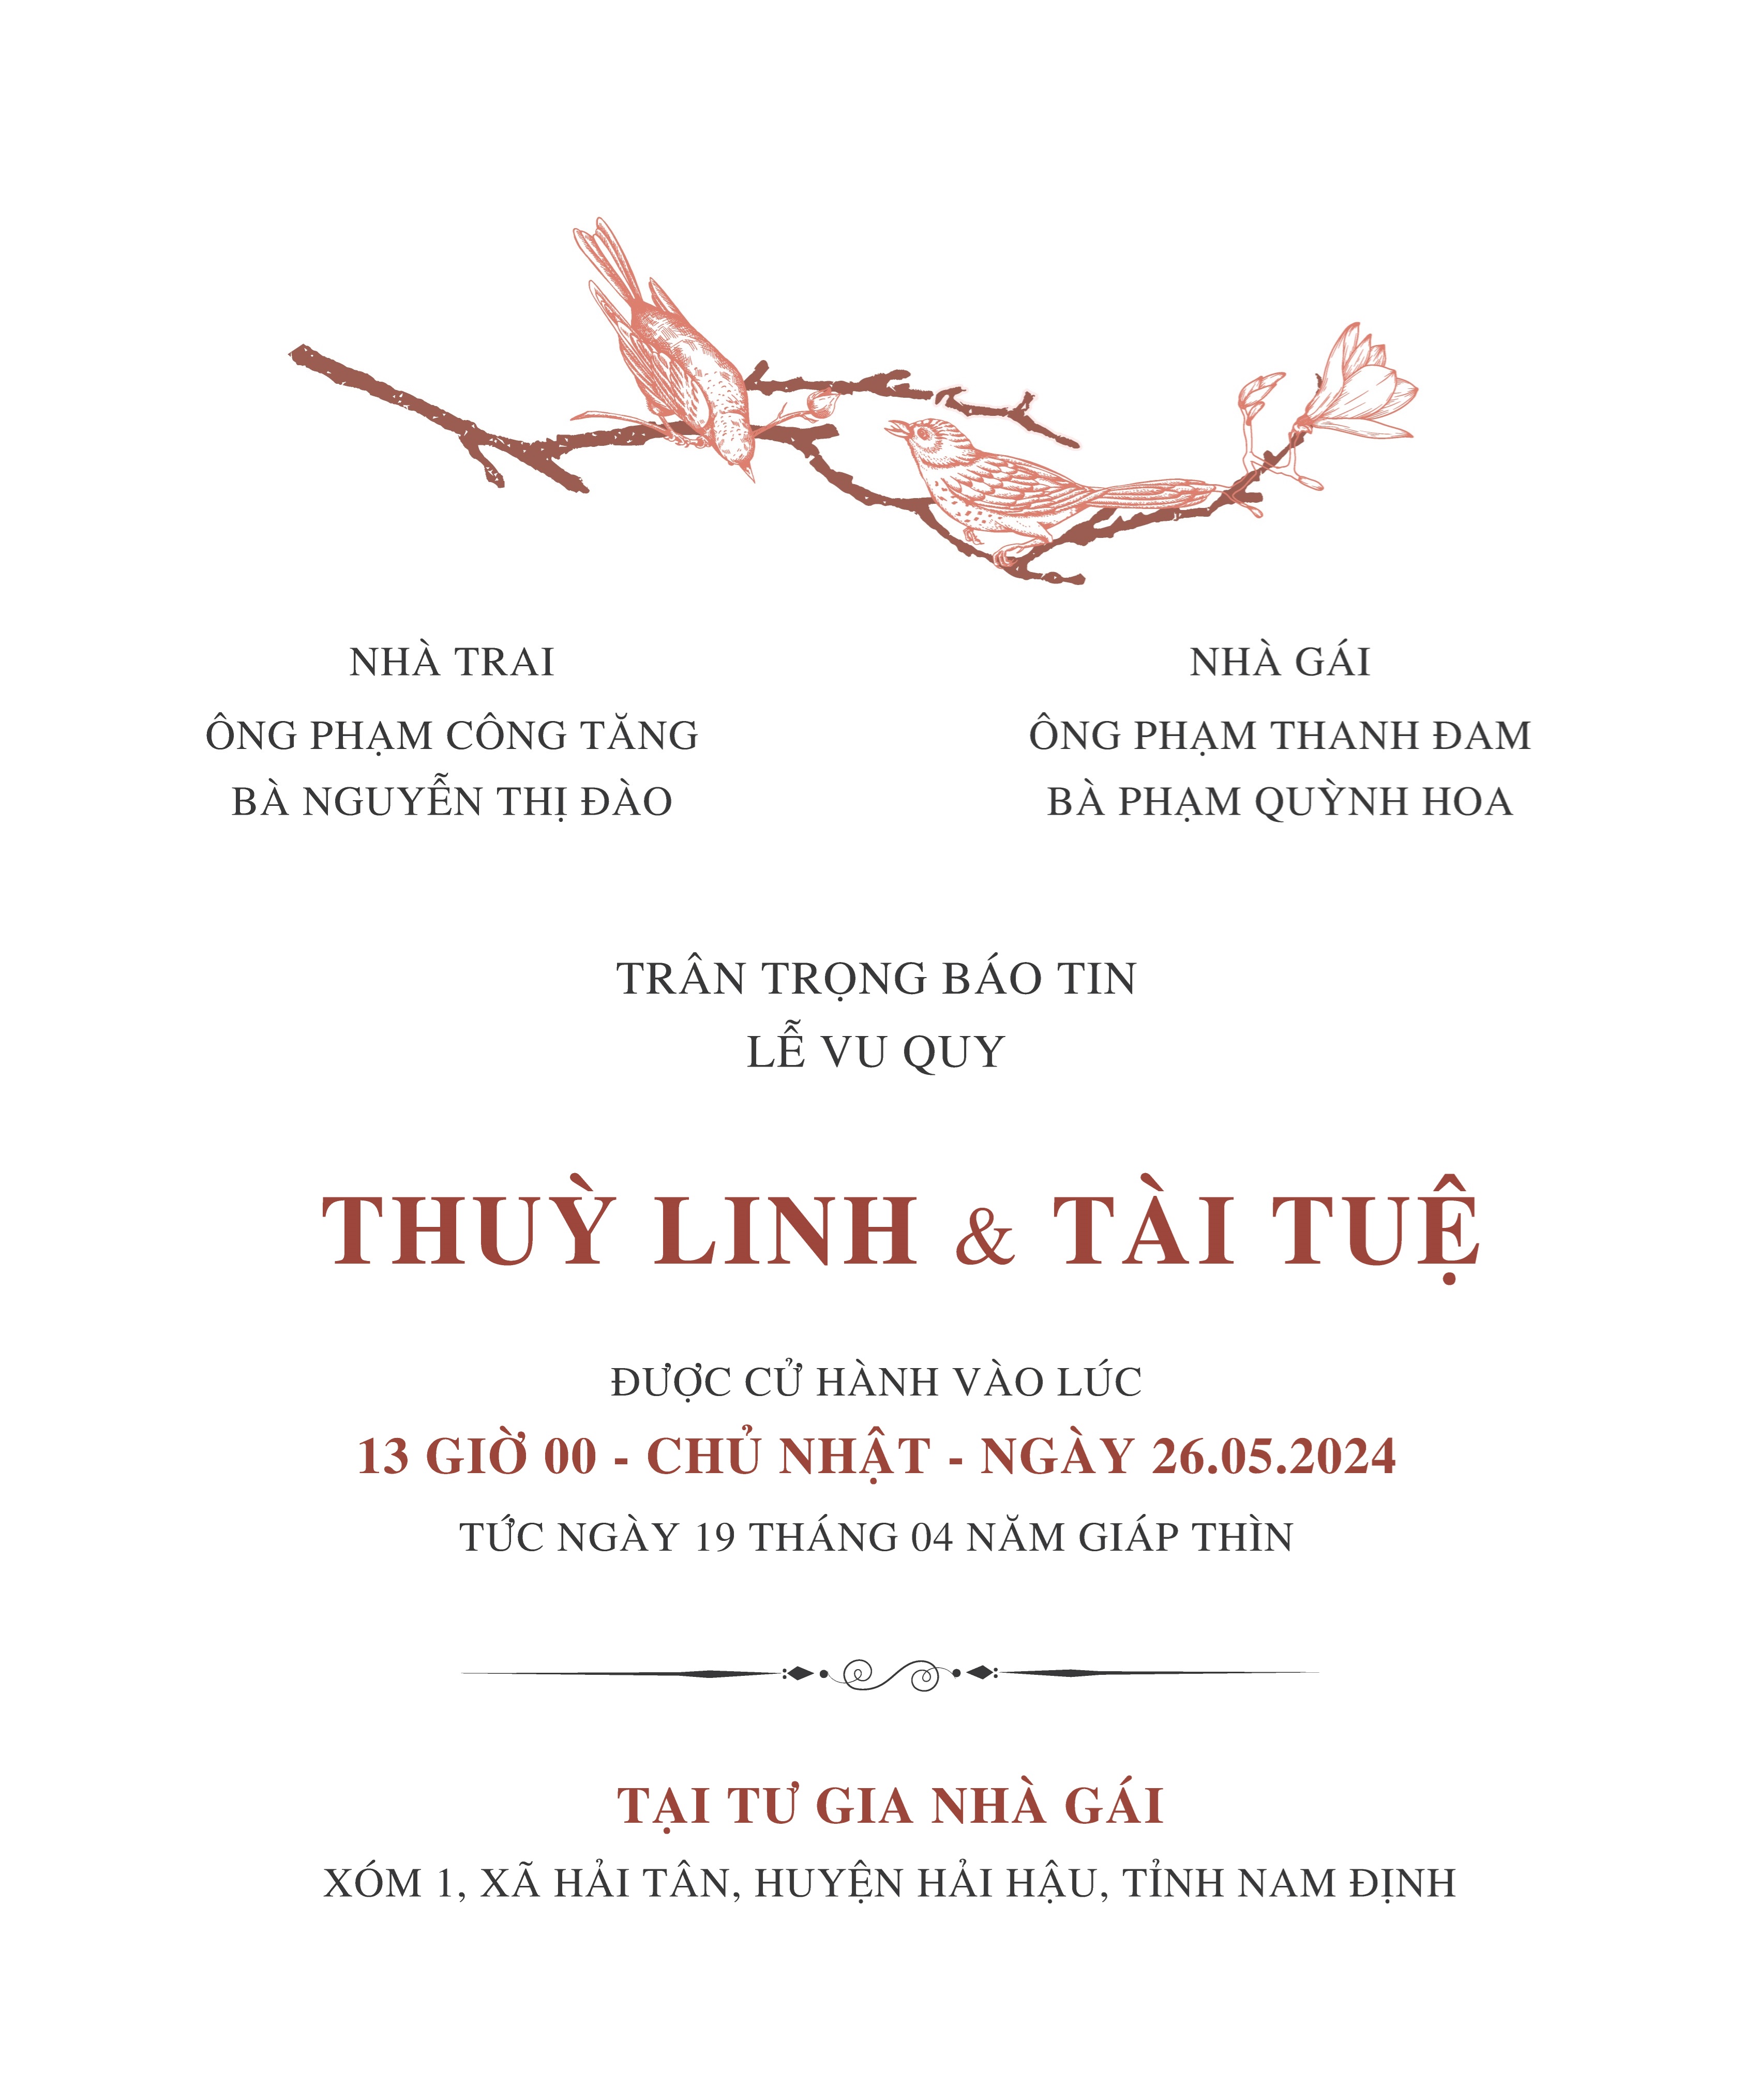 NHÀ TRAI
ÔNG PHẠM CÔNG TĂNG
BÀ NGUYỄN THỊ ĐÀO
NHÀ GÁI
ÔNG PHẠM THANH ĐAM
BÀ PHẠM QUỲNH HOA
TRÂN TRỌNG BÁO TIN
LỄ VU QUY
THUỲ LINH & TÀI TUỆ
ĐƯỢC CỬ HÀNH VÀO LÚC
13 GIỜ 00 - CHỦ NHẬT - NGÀY 26.05.2024
TỨC NGÀY 19 THÁNG 04 NĂM GIÁP THÌN
TẠI TƯ GIA NHÀ GÁI
XÓM 1, XÃ HẢI TÂN, HUYỆN HẢI HẬU, TỈNH NAM ĐỊNH